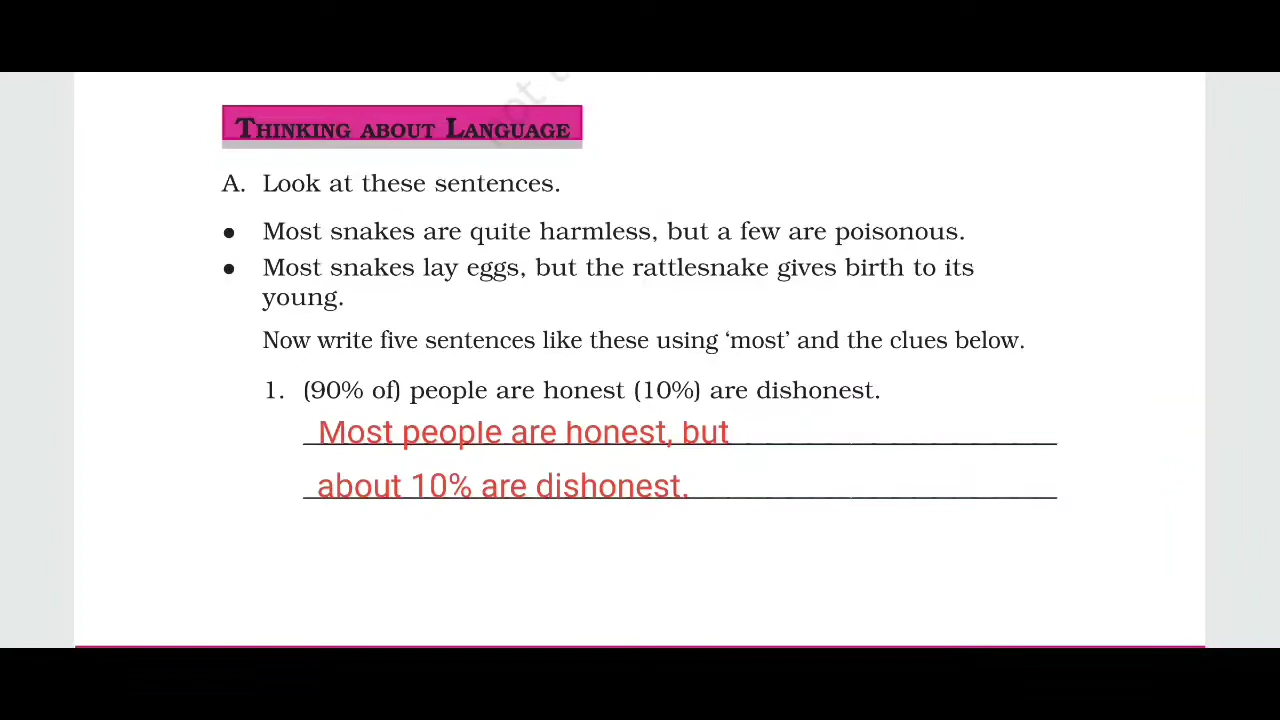 THINKING ABOUT LANGUAGE
A. Look at these sentences.
● Most snakes are quite harmless, but a few are poisonous.
● Most snakes lay eggs, but the rattlesnake gives birth to its
young.
Now write five sentences like these using ‘most’ and the clues below.
1. (90% of) people are honest (10%) are dishonest.
Most people are honest, but
about 10% are dishonest.